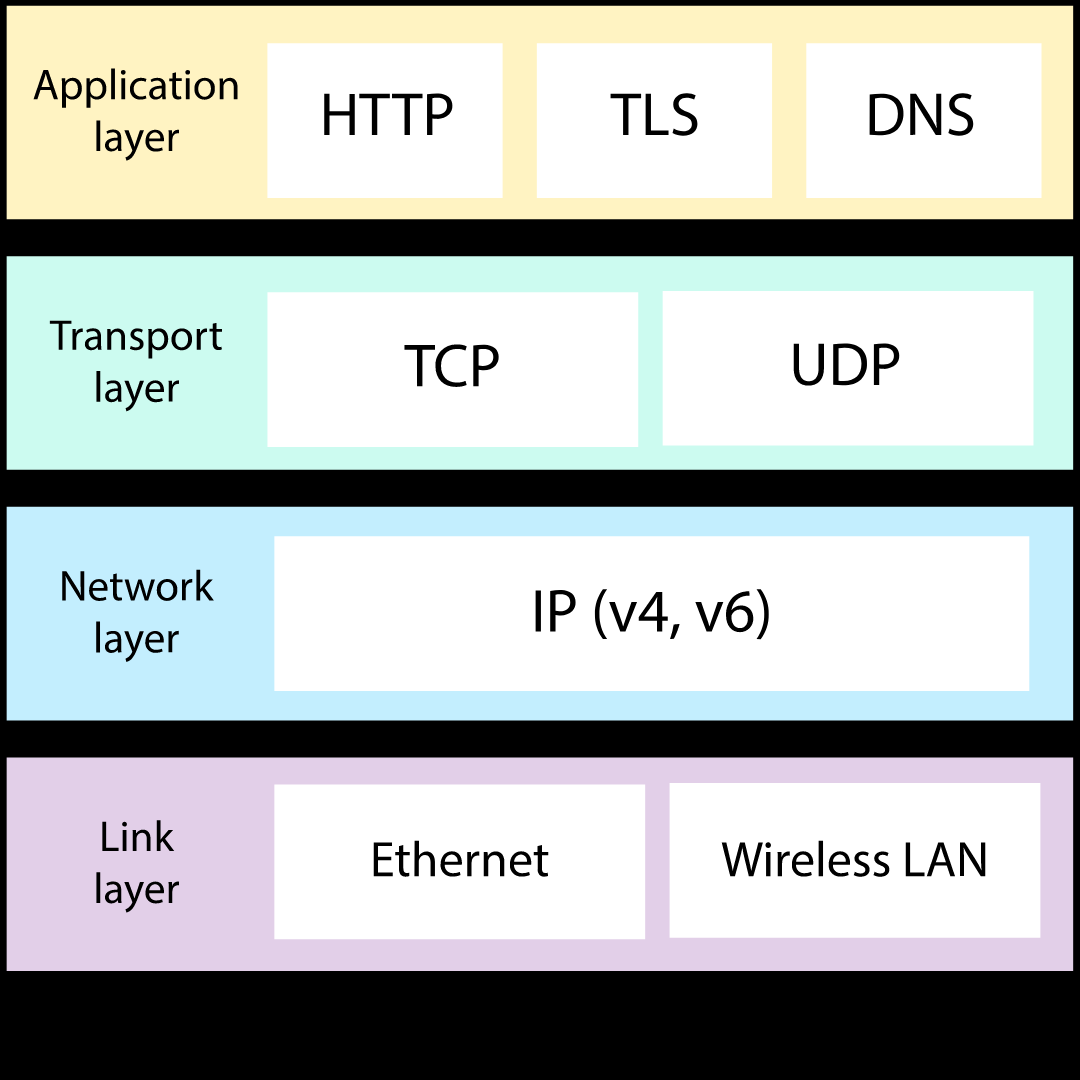 Application
layer
HTTP
TLS
DNS
Transport
layer
TCP
UDP
Network
layer
IP (v4, v6)
Link
layer
Ethernet
Wireless LAN